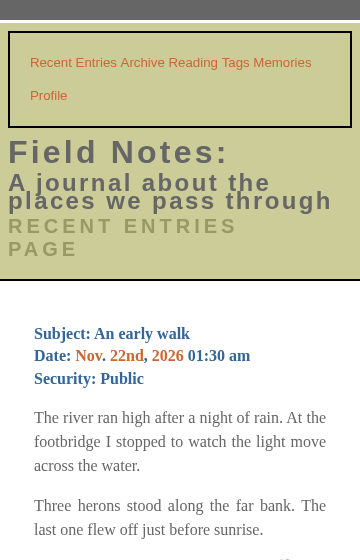 Recent Entries Archive Reading Tags Memories
Profile
Field Notes:
A journal about the
places we pass through
RECENT ENTRIES
PAGE
Subject: An early walk
Date: Nov. 22nd, 2026 01:30 am
Security: Public
The river ran high after a night of rain. At the
footbridge I stopped to watch the light move
across the water.
Three herons stood along the far bank. The
last one flew off just before sunrise.